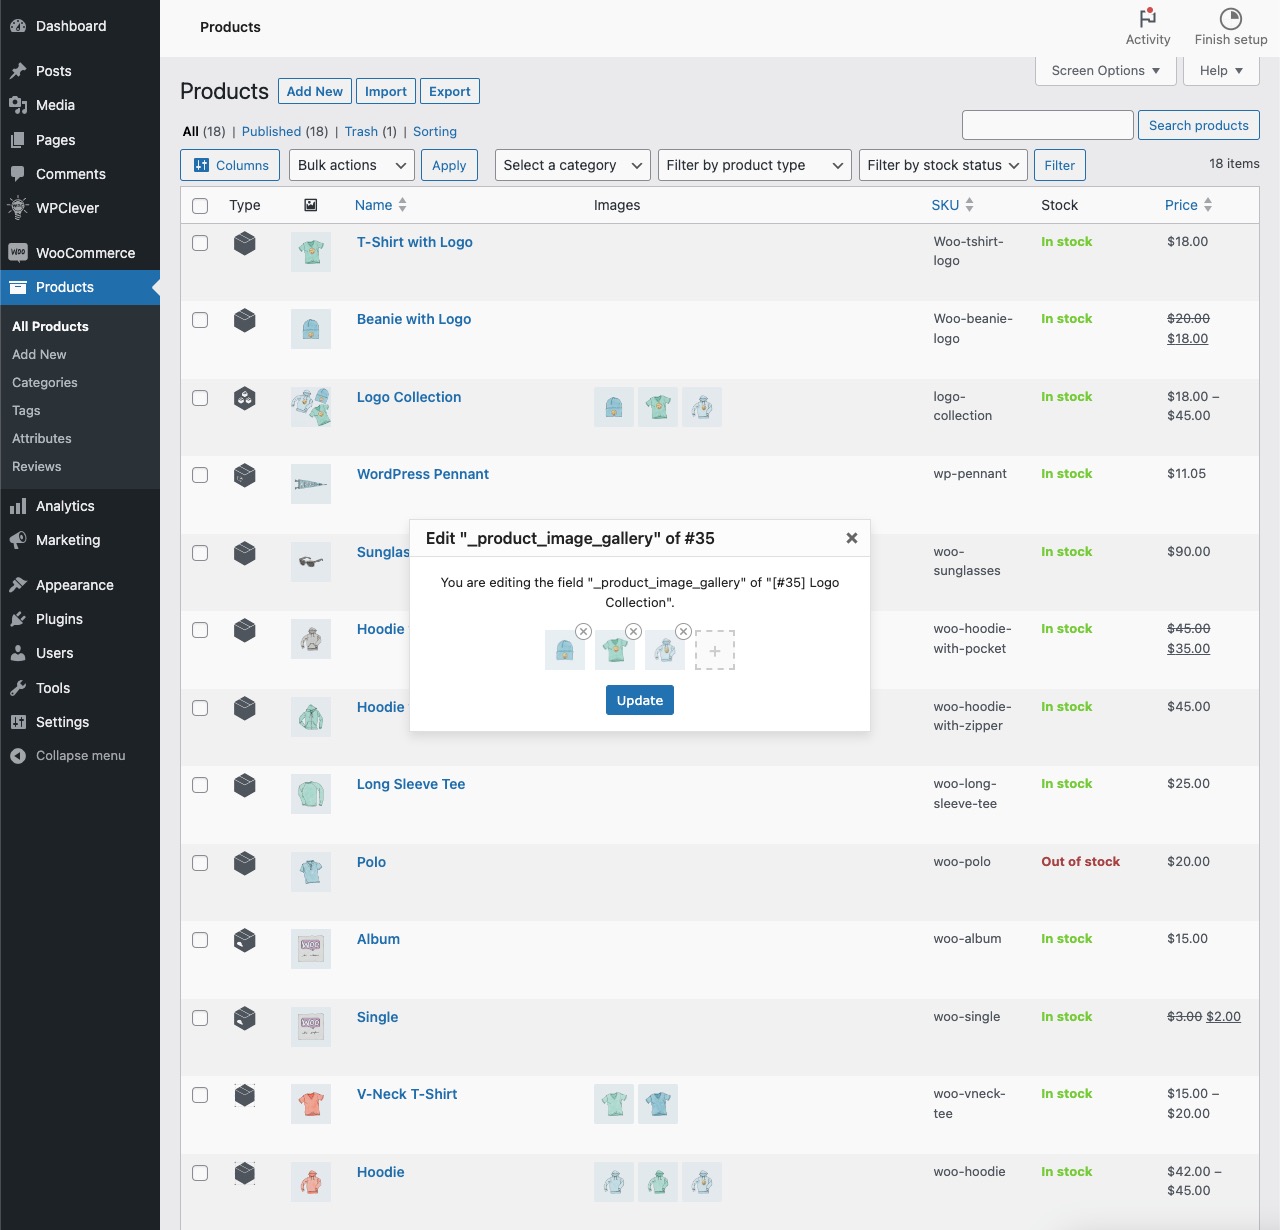 Dashboard
Posts
Media
Pages
Comments
WPClever
WooCommerce
Products
All Products
Add New
Categories
Tags
Attributes
Reviews
Analytics
Marketing
Appearance
Plugins
Users
Tools
Settings
Collapse menu
Products
Activity
Finish setup
Screen Options
Help
Products
Add New
Import
Export
All (18) | Published (18) | Trash (1) | Sorting
Search products
Columns
Bulk actions
Apply
Select a category
Filter by product type
Filter by stock status
Filter
18 items
Type
Name
Images
SKU
Stock
Price
T-Shirt with Logo
Woo-tshirt-
logo
In stock
$18.00
Beanie with Logo
Woo-beanie-
logo
In stock
$20.00
$18.00
Logo Collection
logo-
collection
In stock
$18.00 –
$45.00
WordPress Pennant
wp-pennant
In stock
$11.05
Sunglas
woo-
sunglasses
In stock
$90.00
Hoodie
woo-hoodie-
with-pocket
In stock
$45.00
$35.00
Hoodie
woo-hoodie-
with-zipper
In stock
$45.00
Edit "_product_image_gallery" of #35
You are editing the field "_product_image_gallery" of "[#35] Logo
Collection".
Update
Long Sleeve Tee
woo-long-
sleeve-tee
In stock
$25.00
Polo
woo-polo
Out of stock
$20.00
Album
WOO
woo-album
In stock
$15.00
Single
WOO
woo-single
In stock
$3.00 $2.00
V-Neck T-Shirt
woo-vneck-
tee
In stock
$15.00 –
$20.00
Hoodie
woo-hoodie
In stock
$42.00 –
$45.00